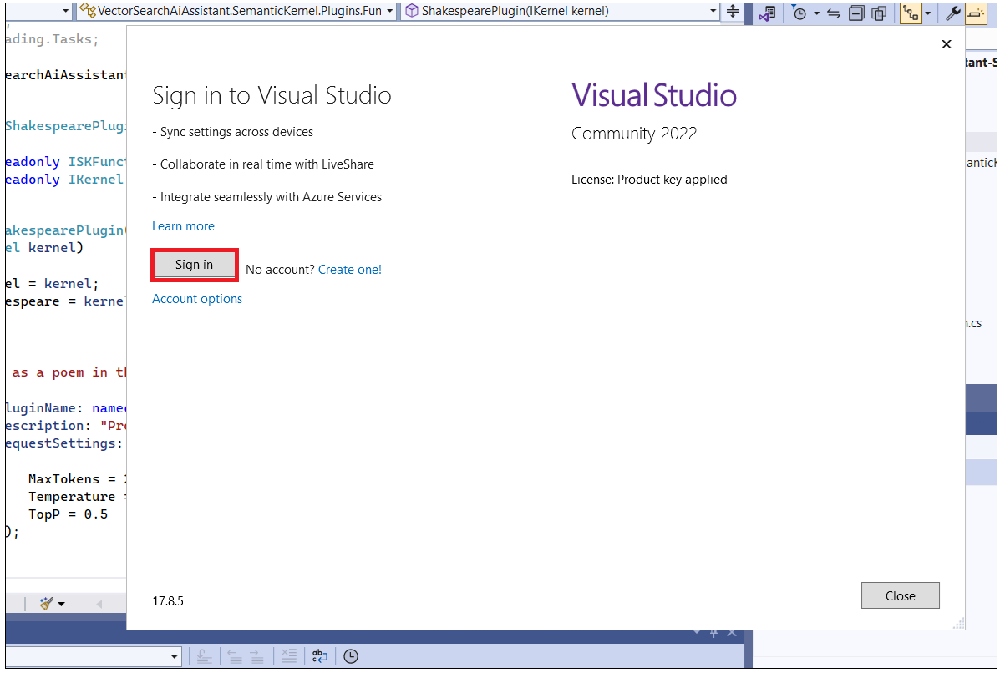 VectorSearchAiAssistant.SemanticKernel.Plugins.Fun
ShakespearePlugin(IKernel kernel)
ading.Tasks;
earchAiAssistant
tant-S
ShakespearePlugi
eadonly ISKFunct
eadonly IKernel
akespearePlugin(
el kernel)
el = kernel;
espeare = kernel
as a poem in th
luginName: named
escription: "Pro
equestSettings:
MaxTokens = 2
Temperature =
TopP = 0.5
);
Sign in to Visual Studio
- Sync settings across devices
- Collaborate in real time with LiveShare
- Integrate seamlessly with Azure Services
Learn more
Sign in
No account? Create one!
Account options
17.8.5
Visual Studio
Community 2022
License: Product key applied
Close
anticK
n.cs